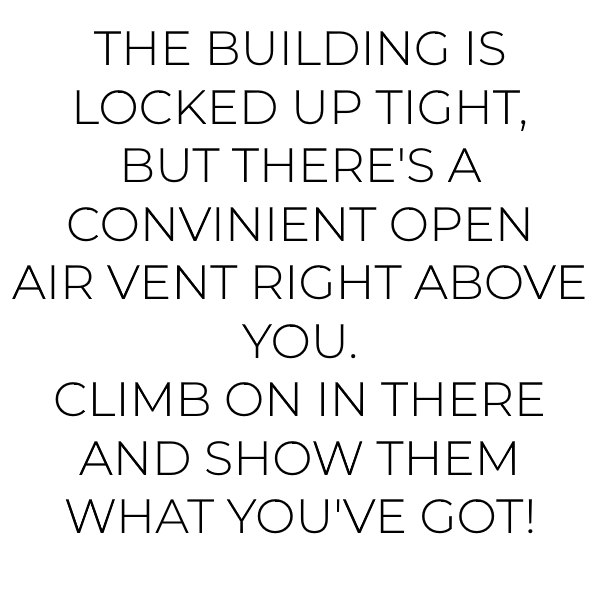 THE BUILDING IS
LOCKED UP TIGHT,
BUT THERE'S A
CONVINIENT OPEN
AIR VENT RIGHT ABOVE
YOU.
CLIMB ON IN THERE
AND SHOW THEM
WHAT YOU'VE GOT!